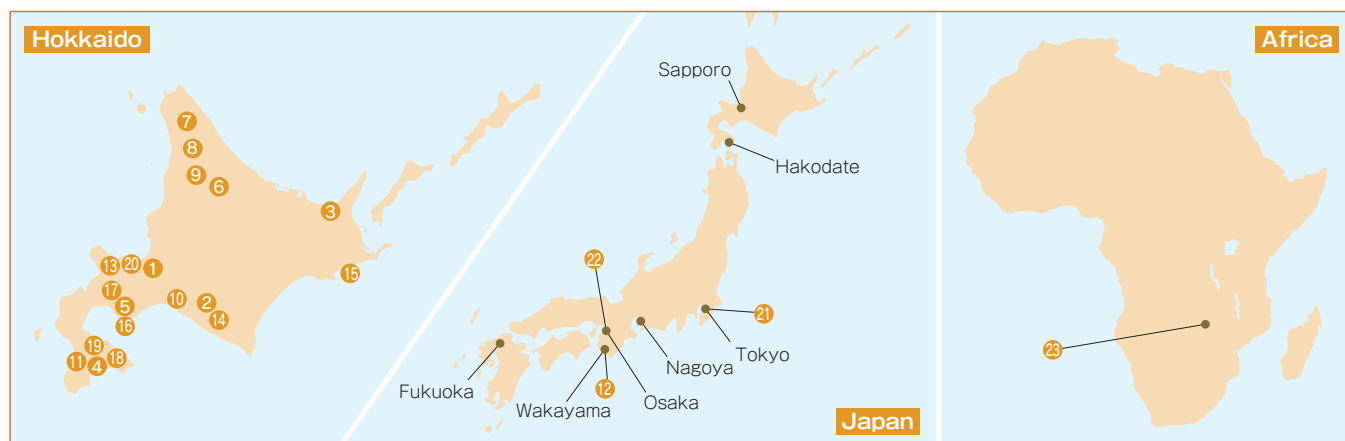 Hokkaido
⑦
⑧
⑨
⑥
③
⑬ ⑳ ①
⑮
⑰
⑤
⑩ ②
⑭
⑯
⑲
⑪ ④ ⑱
Sapporo
Hakodate
㉒
㉑
Tokyo
Nagoya
Fukuoka
Wakayama
⑫
Osaka
Japan
Africa
㉓